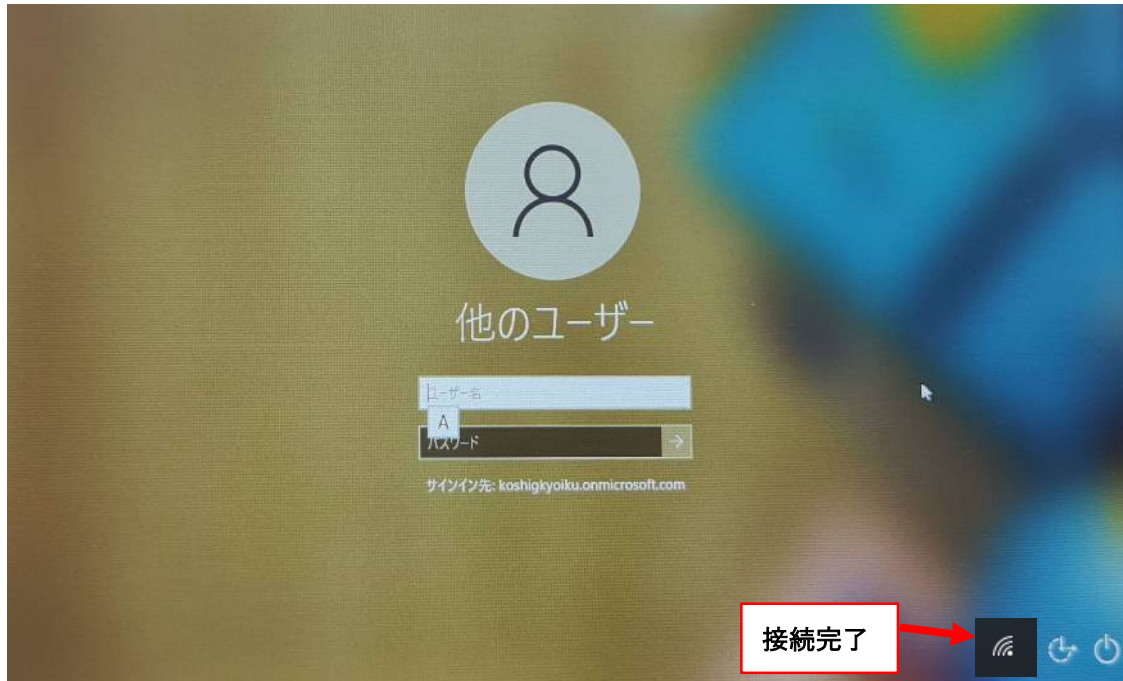 他のユーザー
ユーザー名
A
パスワード
サインイン先: koshigkyoiku.onmicrosoft.com
接続完了